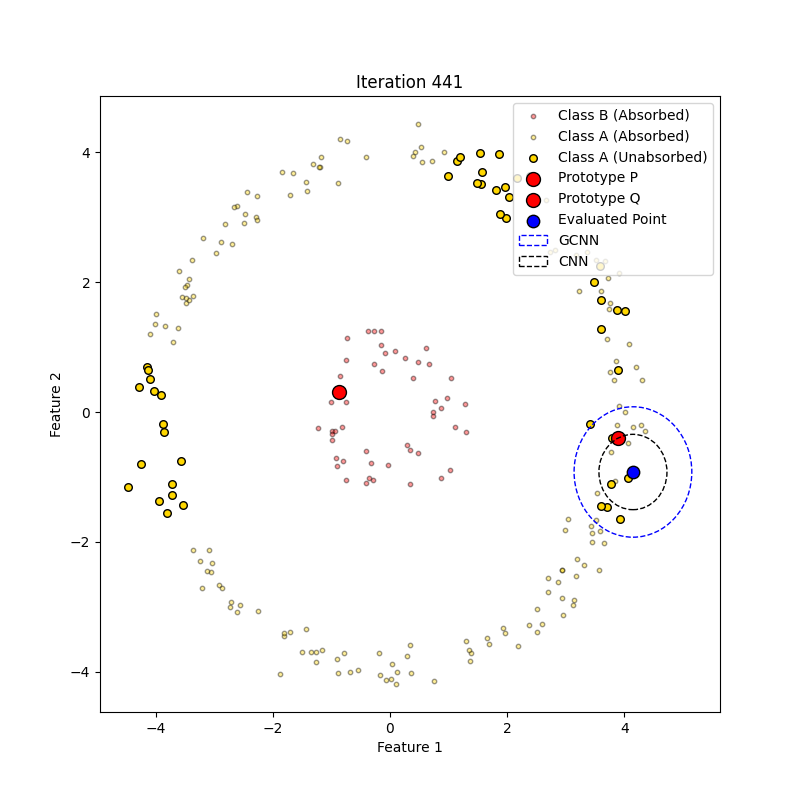 Iteration 441
Class B (Absorbed)
Class A (Absorbed)
Class A (Unabsorbed)
Prototype P
Prototype Q
Evaluated Point
GCNN
CNN
4
2
0
−2
−4
Feature 2
−4
−2
0
2
4
Feature 1